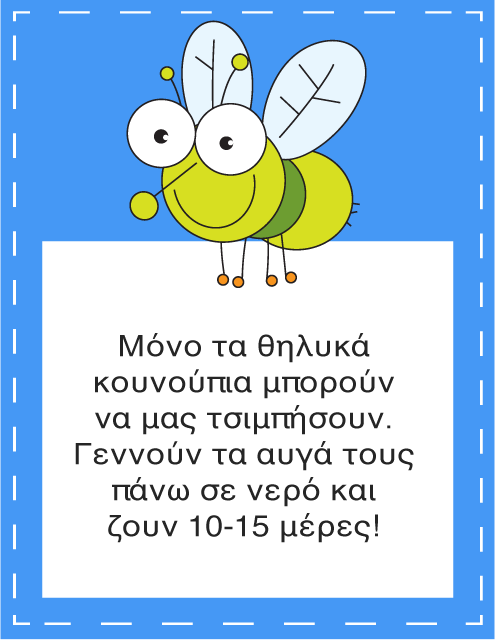 Μόνο τα θηλυκά
κουνούπια μπορούν
να μας τσιμπήσουν.
Γεννούν τα αυγά τους
πάνω σε νερό και
ζουν 10-15 μέρες!